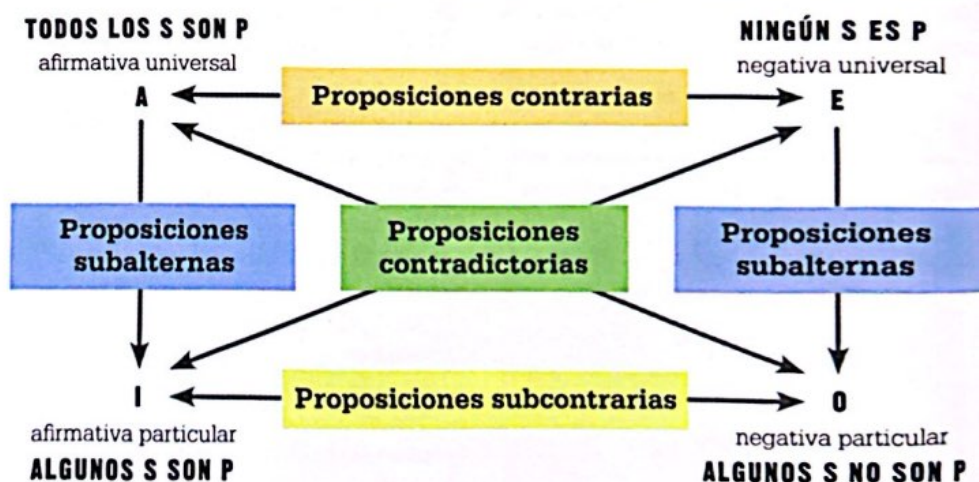 TODOS LOS S SON P
afirmativa universal
A
NINGÚN S ES P
negativa universal
E
Proposiciones contrarias
Proposiciones
subalternas
Proposiciones
contradictorias
Proposiciones
subalternas
I
afirmativa particular
ALGUNOS S SON P
Proposiciones subcontrarias
O
negativa particular
ALGUNOS S NO SON P